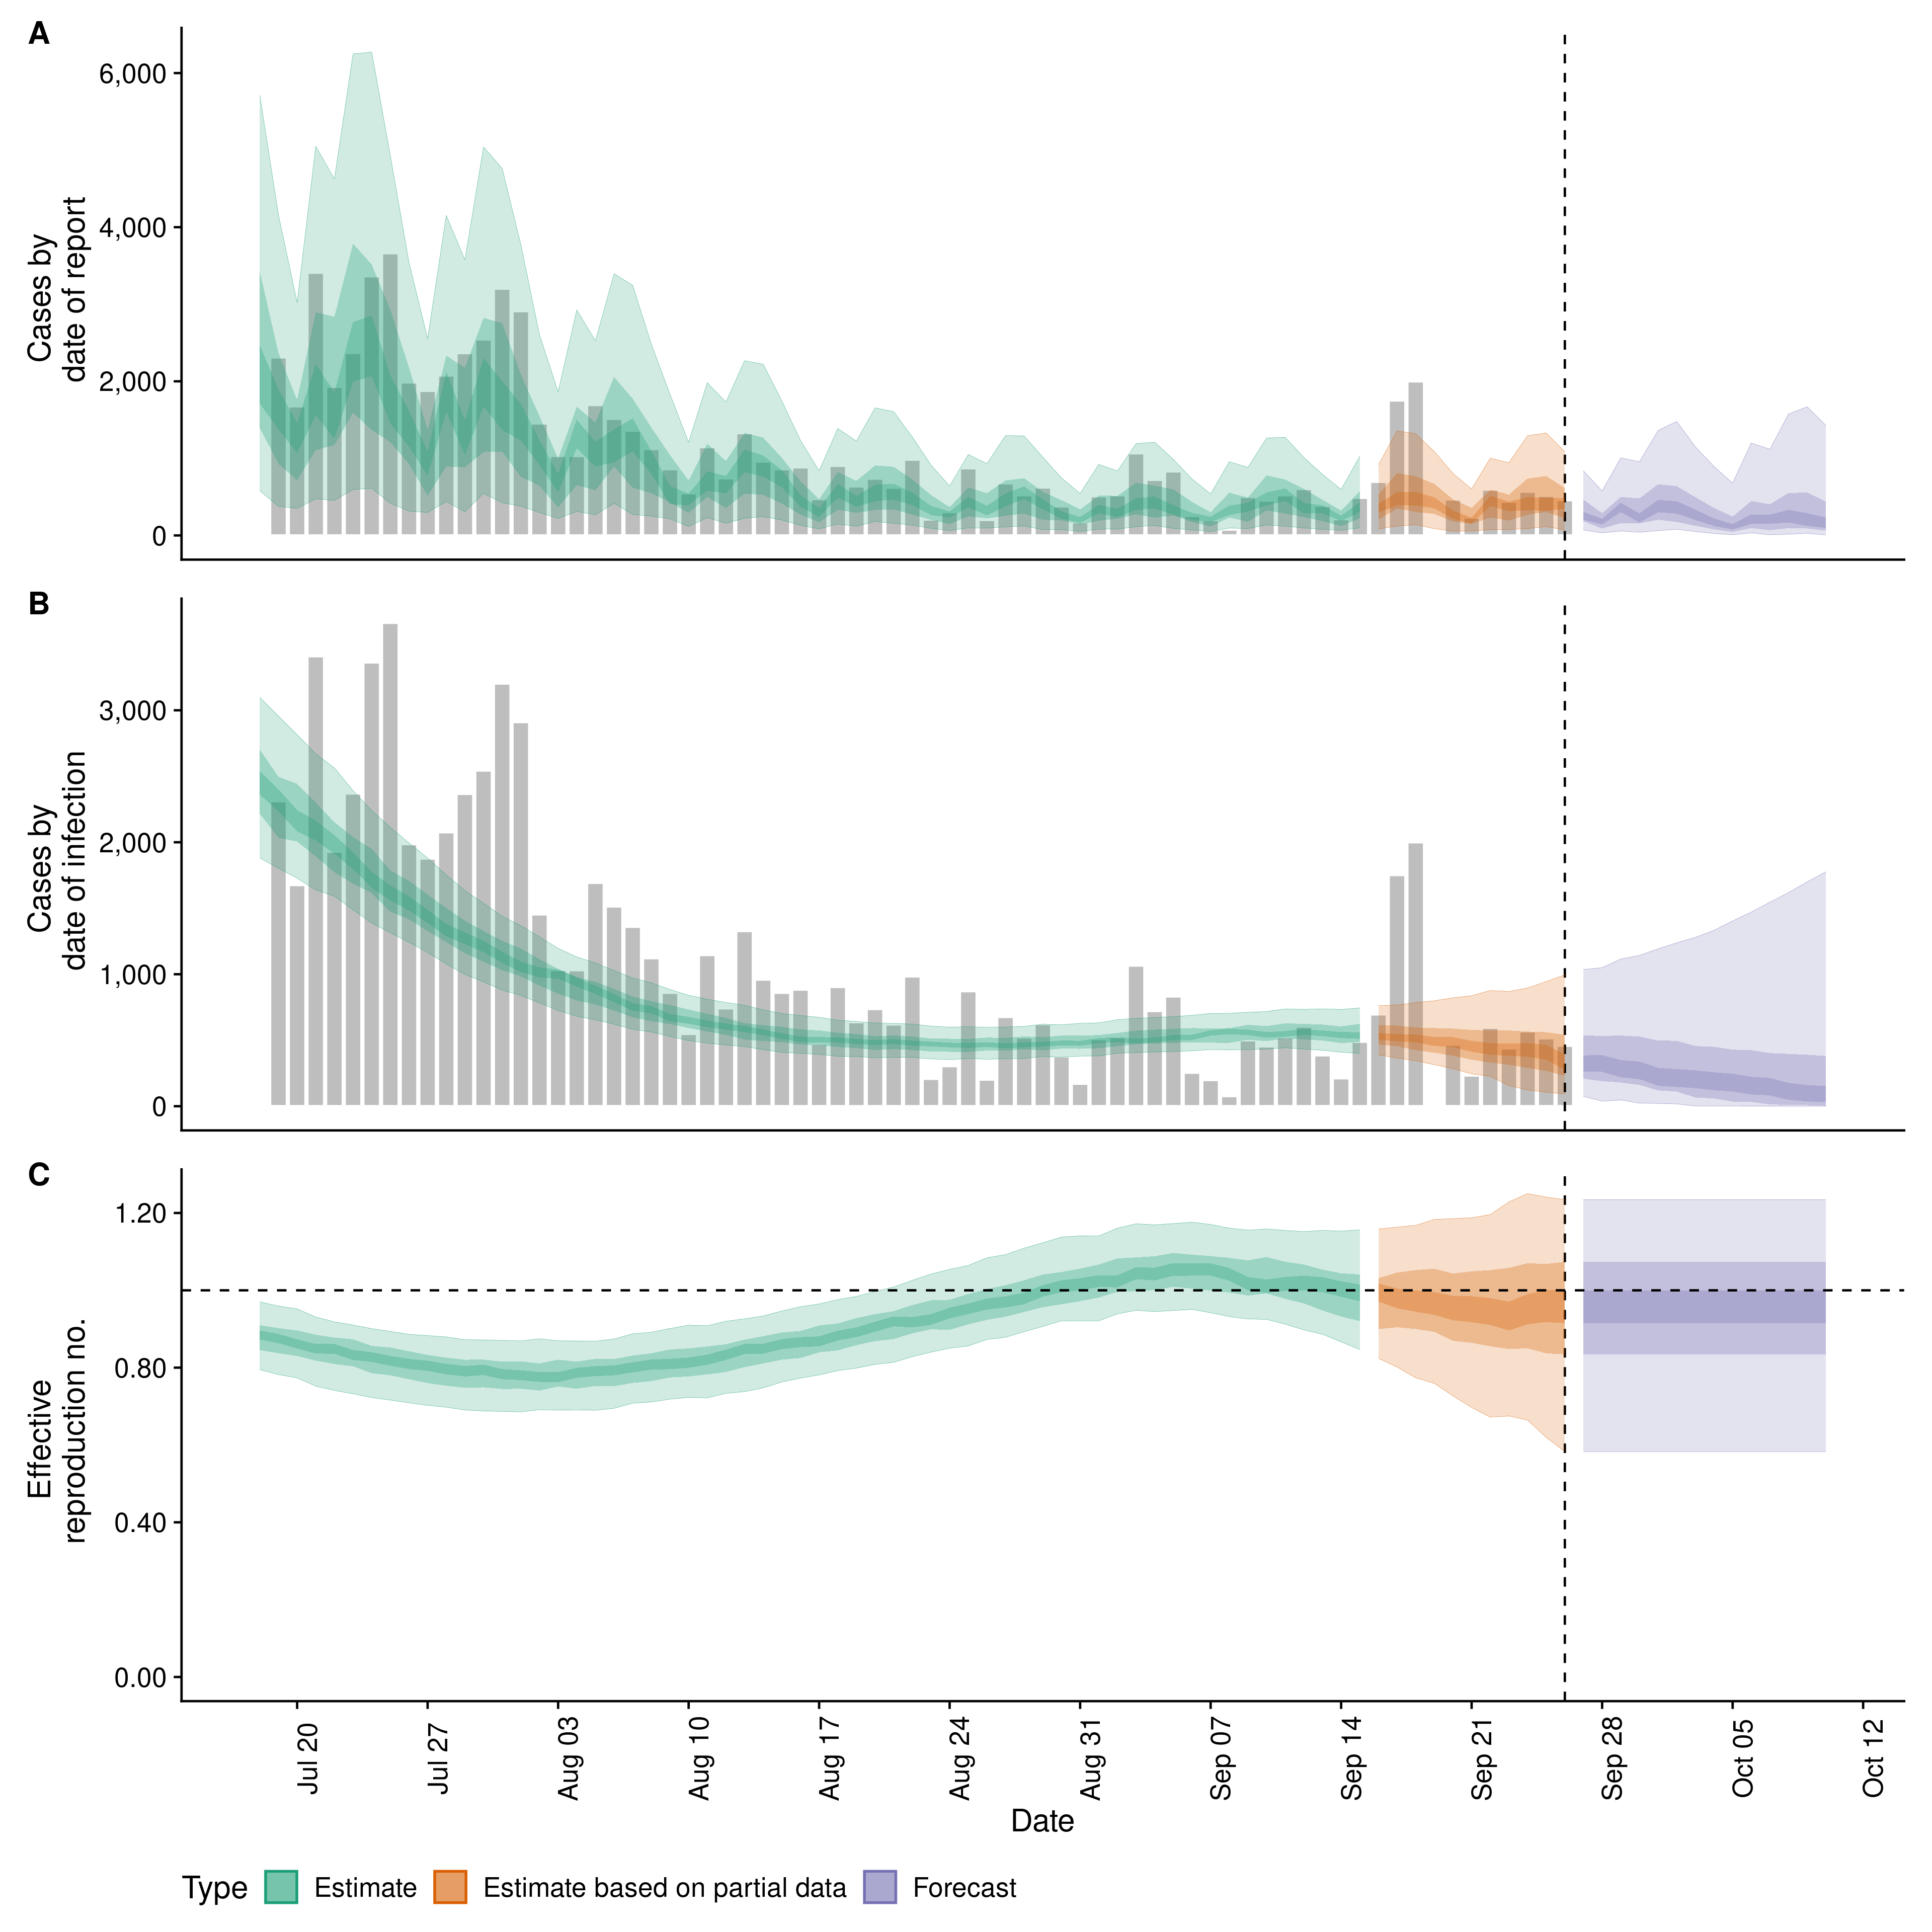 A
Cases by
date of report
6,000
4,000
2,000
0
B
Cases by
date of infection
3,000
2,000
1,000
0
C
Effective
reproduction no.
1.20
0.80
0.40
0.00
Jul 20
Jul 27
Aug 03
Aug 10
Aug 17
Aug 24
Aug 31
Sep 07
Sep 14
Sep 21
Sep 28
Oct 05
Oct 12
Date
Type Estimate Estimate based on partial data Forecast